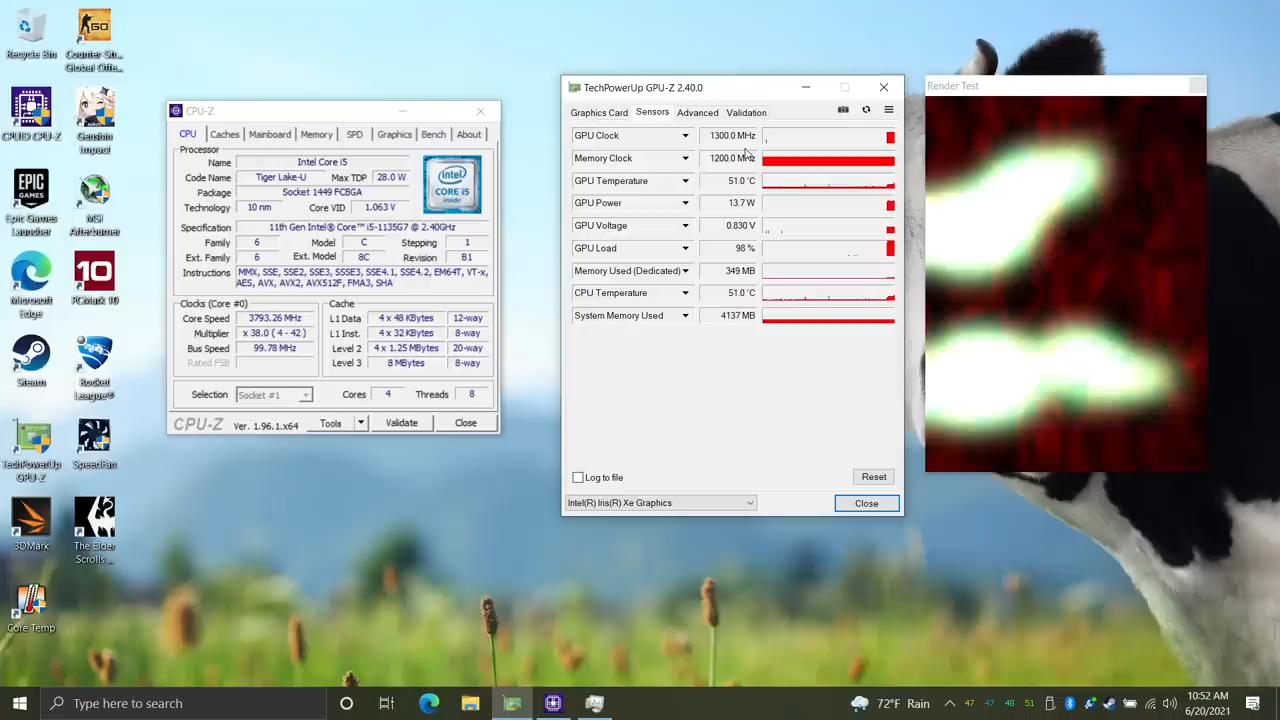 Recycle Bin
Counter Str...
Global Offe...
CPUID CPU-Z
Genshin
Impact
Epic Games
Launcher
MSI
Afterburner
Microsoft
Edge
10
PCMark 10
Steam
Rocket
League®
TechPowerUp
GPU-Z
SpeedFan
3DMark
The Elder
Scrolls ...
Core Temp
CPU-Z
CPU Caches Mainboard Memory SPD Graphics Bench About
Processor
Name Intel Core i5
Code Name Tiger Lake-U Max TDP 28.0 W
Package Socket 1449 FCBGA
Technology 10 nm Core VID 1.063 V
intel
CORE i5
inside
Specification 11th Gen Intel® Core™ i5-1135G7 @ 2.40GHz
Family 6 Model C Stepping 1
Ext. Family 6 Ext. Model 8C Revision B1
Instructions MMX, SSE, SSE2, SSE3, SSSE3, SSE4.1, SSE4.2, EM64T, VT-x,
AES, AVX, AVX2, AVX512F, FMA3, SHA
Clocks (Core #0)
Core Speed 3793.26 MHz
Multiplier x 38.0 ( 4 - 42 )
Bus Speed 99.78 MHz
Rated FSB
Cache
L1 Data 4 x 48 KBytes 12-way
L1 Inst. 4 x 32 KBytes 8-way
Level 2 4 x 1.25 MBytes 20-way
Level 3 8 MBytes 8-way
Selection Socket #1 Cores 4 Threads 8
CPU-Z Ver. 1.96.1.x64 Tools Validate Close
TechPowerUp GPU-Z 2.40.0
Graphics Card Sensors Advanced Validation
GPU Clock 1300.0 MHz
Memory Clock 1200.0 MHz
GPU Temperature 51.0 °C
GPU Power 13.7 W
GPU Voltage 0.830 V
GPU Load 98 %
Memory Used (Dedicated) 349 MB
CPU Temperature 51.0 °C
System Memory Used 4137 MB
Log to file Reset
Intel(R) Iris(R) Xe Graphics Close
Render Test
Type here to search
72°F Rain
47 47 48 51
10:52 AM
6/20/2021